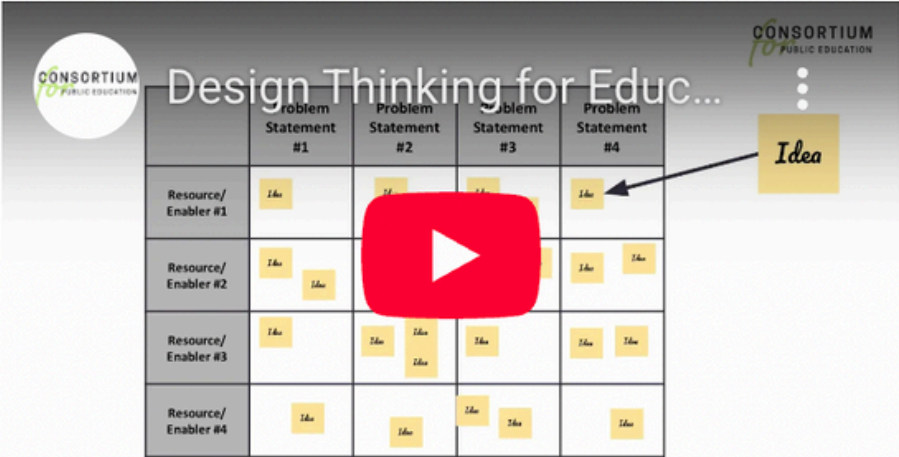 CONSORTIUM
for PUBLIC EDUCATION
CONSORTIUM
for PUBLIC EDUCATION
Design Thinking for Educ...
Problem Statement #1
Problem Statement #2
Problem Statement #3
Problem Statement #4
Idea
Resource/
Enabler #1
Idea
Idea
Idea
Idea
Resource/
Enabler #2
Idea
Idea
Idea
Idea
Resource/
Enabler #3
Idea
Idea
Idea
Idea
Idea
Idea
Idea
Resource/
Enabler #4
Idea
Idea
Idea
Idea
Idea